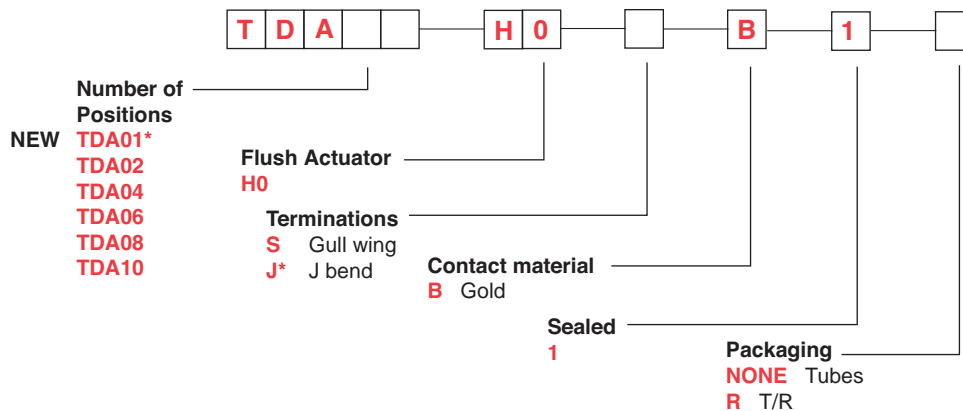 T D A H 0 B 1
Number of
Positions
NEW TDA01*
TDA02
TDA04
TDA06
TDA08
TDA10
Flush Actuator
H0
Terminations
S Gull wing
J* J bend
Contact material
B Gold
Sealed
1
Packaging
NONE Tubes
R T/R